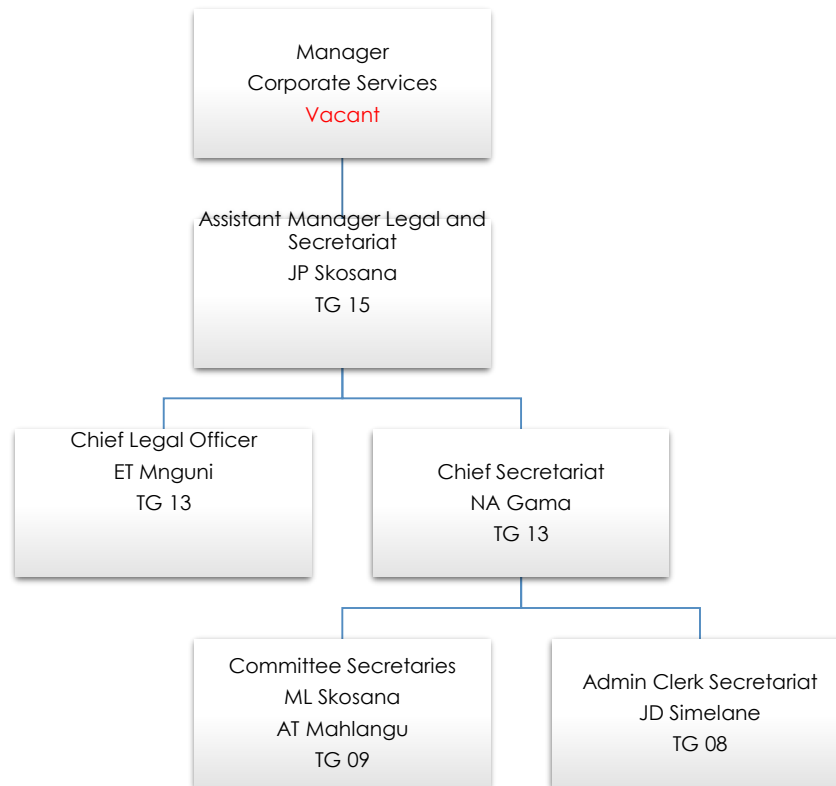 Manager
Corporate Services
Vacant
Assistant Manager Legal and
Secretariat
JP Skosana
TG 15
Chief Legal Officer
ET Mnguni
TG 13
Chief Secretariat
NA Gama
TG 13
Committee Secretaries
ML Skosana
AT Mahlangu
TG 09
Admin Clerk Secretariat
JD Simelane
TG 08